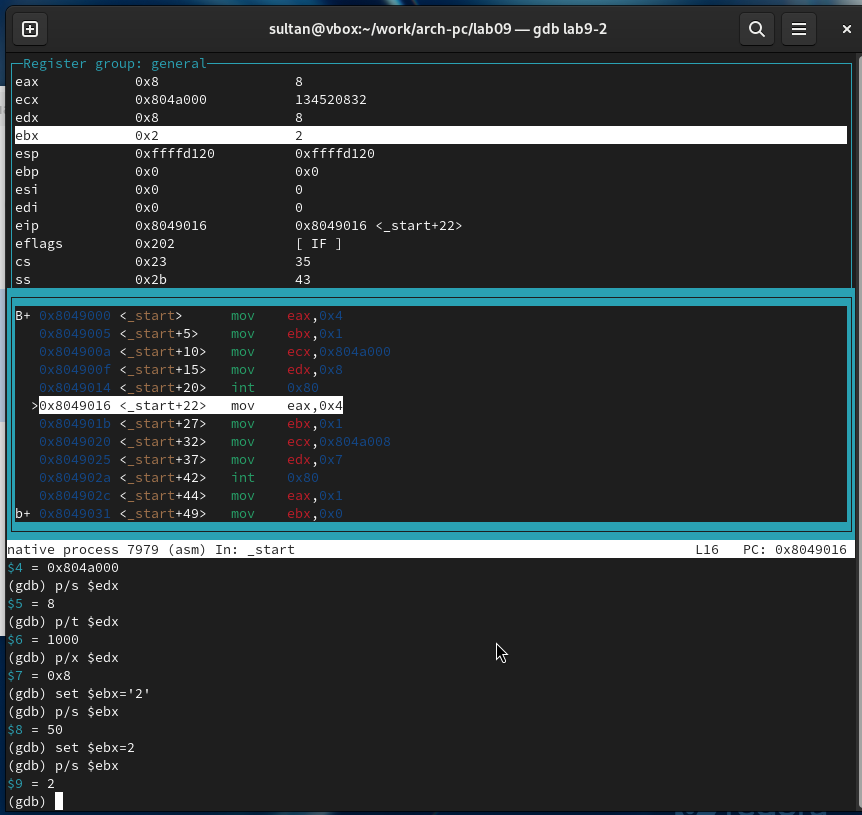 sultan@vbox:~/work/arch-pc/lab09 — gdb lab9-2
Register group: general
eax 0x8 8
ecx 0x804a000 134520832
edx 0x8 8
ebx 0x2 2
esp 0xffffd120 0xffffd120
ebp 0x0 0x0
esi 0x0 0
edi 0x0 0
eip 0x8049016 0x8049016 <_start+22>
eflags 0x202 [ IF ]
cs 0x23 35
ss 0x2b 43
B+ 0x8049000 <_start> mov eax,0x4
0x8049005 <_start+5> mov ebx,0x1
0x804900a <_start+10> mov ecx,0x804a000
0x804900f <_start+15> mov edx,0x8
0x8049014 <_start+20> int 0x80
>0x8049016 <_start+22> mov eax,0x4
0x804901b <_start+27> mov ebx,0x1
0x8049020 <_start+32> mov ecx,0x804a008
0x8049025 <_start+37> mov edx,0x7
0x804902a <_start+42> int 0x80
0x804902c <_start+44> mov eax,0x1
b+ 0x8049031 <_start+49> mov ebx,0x0
native process 7979 (asm) In: _start L16 PC: 0x8049016
$4 = 0x804a000
(gdb) p/s $edx
$5 = 8
(gdb) p/t $edx
$6 = 1000
(gdb) p/x $edx
$7 = 0x8
(gdb) set $ebx='2'
(gdb) p/s $ebx
$8 = 50
(gdb) set $ebx=2
(gdb) p/s $ebx
$9 = 2
(gdb)